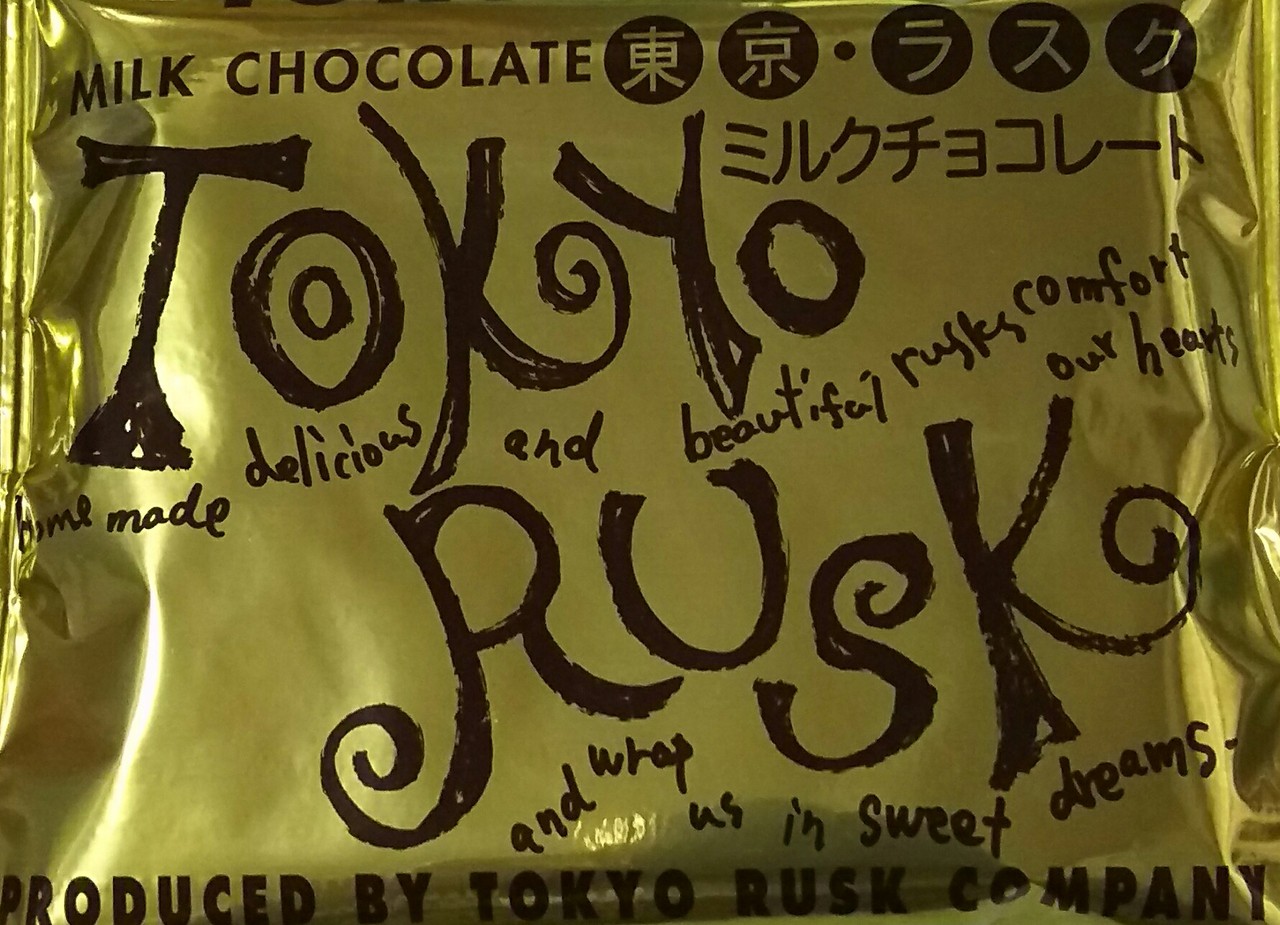 MILK CHOCOLATE 東京・ラスク
ミルクチョコレート
TOKYO
home made delicious and beautiful rusks comfort
our hearts
RUSK
and wrap us in sweet dreams-
PRODUCED BY TOKYO RUSK COMPANY